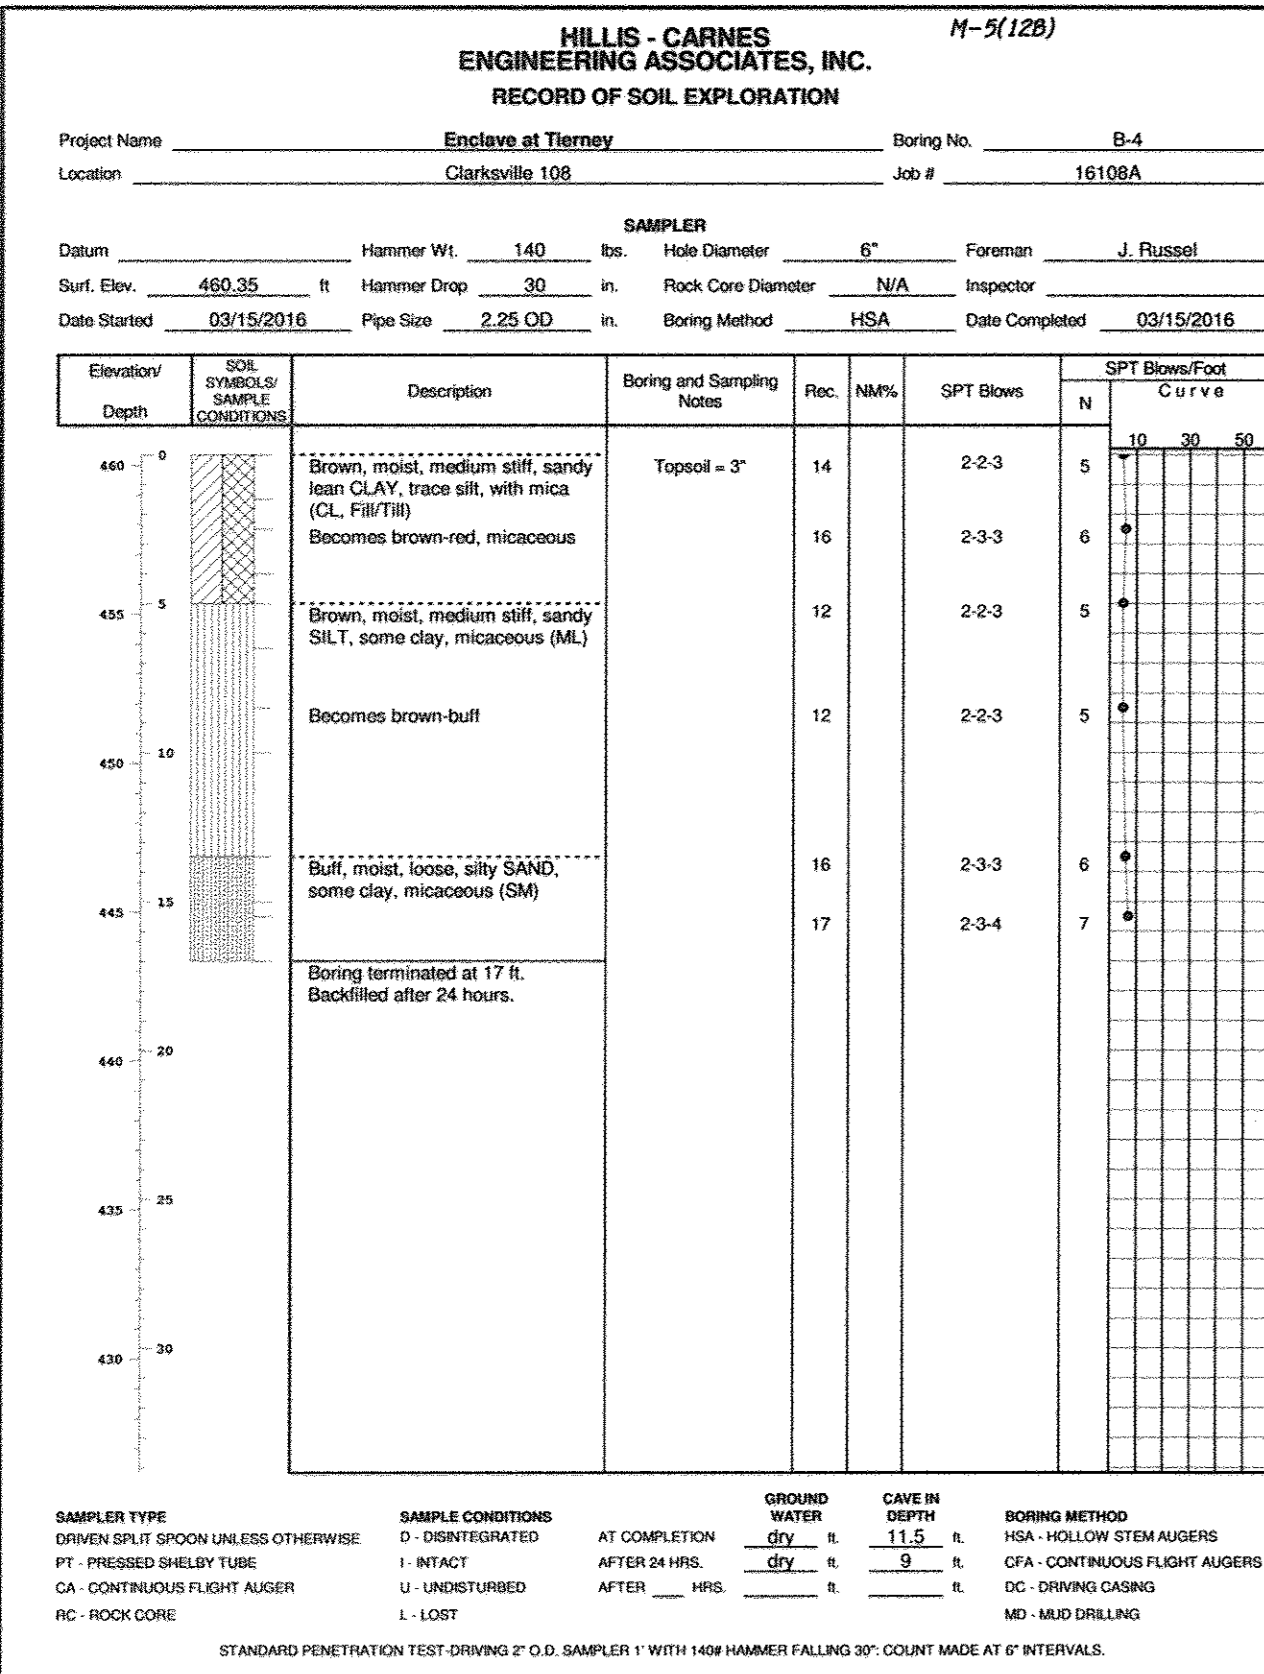 M-5(12B)
HILLIS - CARNES
ENGINEERING ASSOCIATES, INC.
RECORD OF SOIL EXPLORATION
Project Name Enclave at Tierney Boring No. B-4
Location Clarksville 108 Job # 16108A
SAMPLER
Datum Hammer Wt. 140 lbs. Hole Diameter 6" Foreman J. Russel
Surf. Elev. 460.35 ft Hammer Drop 30 in. Rock Core Diameter N/A Inspector
Date Started 03/15/2016 Pipe Size 2.25 OD in. Boring Method HSA Date Completed 03/15/2016
Elevation/ Depth SOIL SYMBOLS/ SAMPLE CONDITIONS Description Boring and Sampling Notes Rec. NM% SPT Blows SPT Blows/Foot N Curve
10 30 50
460 0 Brown, moist, medium stiff, sandy Topsoil = 3" 14 2-2-3 5
lean CLAY, trace silt, with mica
(CL, Fill/Till)
Becomes brown-red, micaceous 16 2-3-3 6
455 5 Brown, moist, medium stiff, sandy 12 2-2-3 5
SILT, some clay, micaceous (ML)
Becomes brown-buff 12 2-2-3 5
450 10
Buff, moist, loose, silty SAND, 16 2-3-3 6
some clay, micaceous (SM)
445 15 17 2-3-4 7
Boring terminated at 17 ft.
Backfilled after 24 hours.
440 20
435 25
430 30
GROUND WATER CAVE IN DEPTH
SAMPLER TYPE SAMPLE CONDITIONS BORING METHOD
DRIVEN SPLIT SPOON UNLESS OTHERWISE D - DISINTEGRATED AT COMPLETION dry ft. 11.5 ft. HSA - HOLLOW STEM AUGERS
PT - PRESSED SHELBY TUBE I - INTACT AFTER 24 HRS. dry ft. 9 ft. CFA - CONTINUOUS FLIGHT AUGERS
CA - CONTINUOUS FLIGHT AUGER U - UNDISTURBED AFTER ___ HRS. ft. ft. DC - DRIVING CASING
RC - ROCK CORE L - LOST MD - MUD DRILLING
STANDARD PENETRATION TEST-DRIVING 2" O.D. SAMPLER 1' WITH 140# HAMMER FALLING 30": COUNT MADE AT 6" INTERVALS.